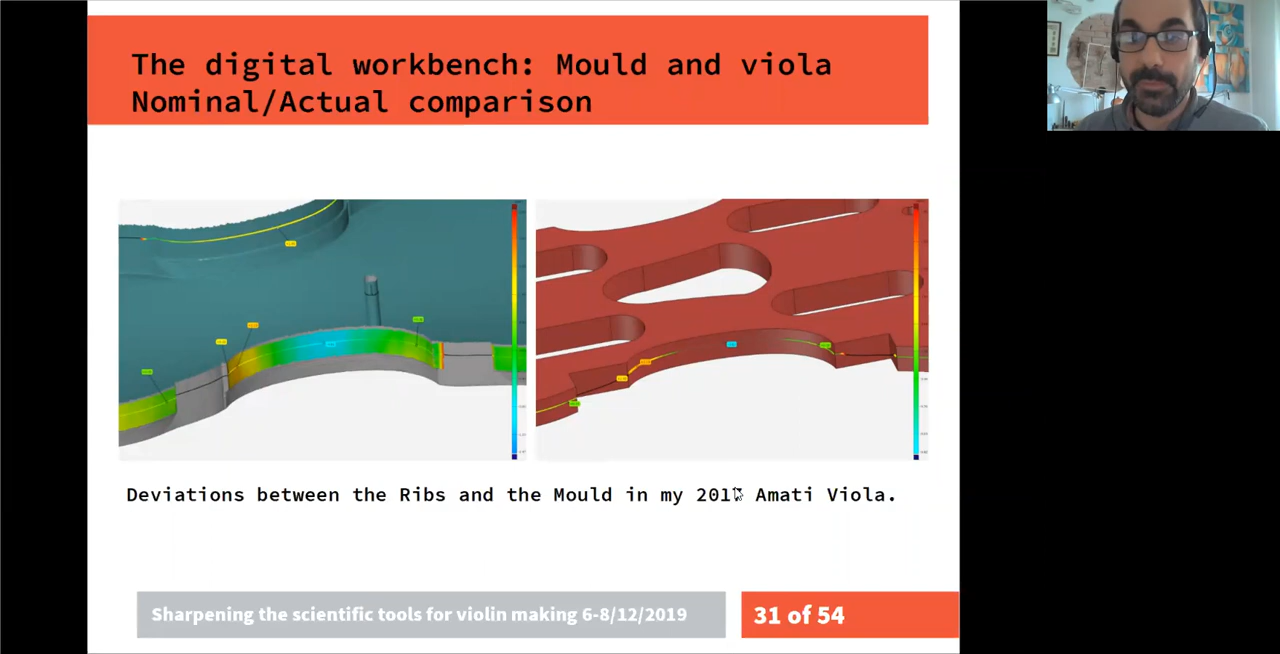 The digital workbench: Mould and viola
Nominal/Actual comparison
Deviations between the Ribs and the Mould in my Amati Viola.
Sharpening the scientific tools for violin making 6-8/12/2019
31 of 54